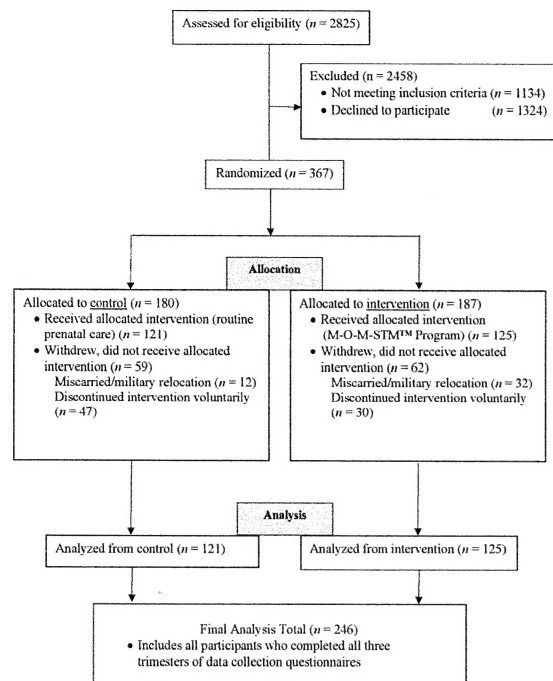 Assessed for eligibility (n = 2825)
Excluded (n = 2458)
• Not meeting inclusion criteria (n = 1134)
• Declined to participate (n = 1324)
Randomized (n = 367)
Allocation
Allocated to control (n = 180)
• Received allocated intervention (routine
prenatal care) (n = 121)
• Withdrew, did not receive allocated
intervention (n = 59)
Miscarried/military relocation (n = 12)
Discontinued intervention voluntarily
(n = 47)
Allocated to intervention (n = 187)
• Received allocated intervention
(M-O-M-STM™ Program) (n = 125)
• Withdrew, did not receive allocated
intervention (n = 62)
Miscarried/military relocation (n = 32)
Discontinued intervention voluntarily
(n = 30)
Analysis
Analyzed from control (n = 121)
Analyzed from intervention (n = 125)
Final Analysis Total (n = 246)
• Includes all participants who completed all three
trimesters of data collection questionnaires